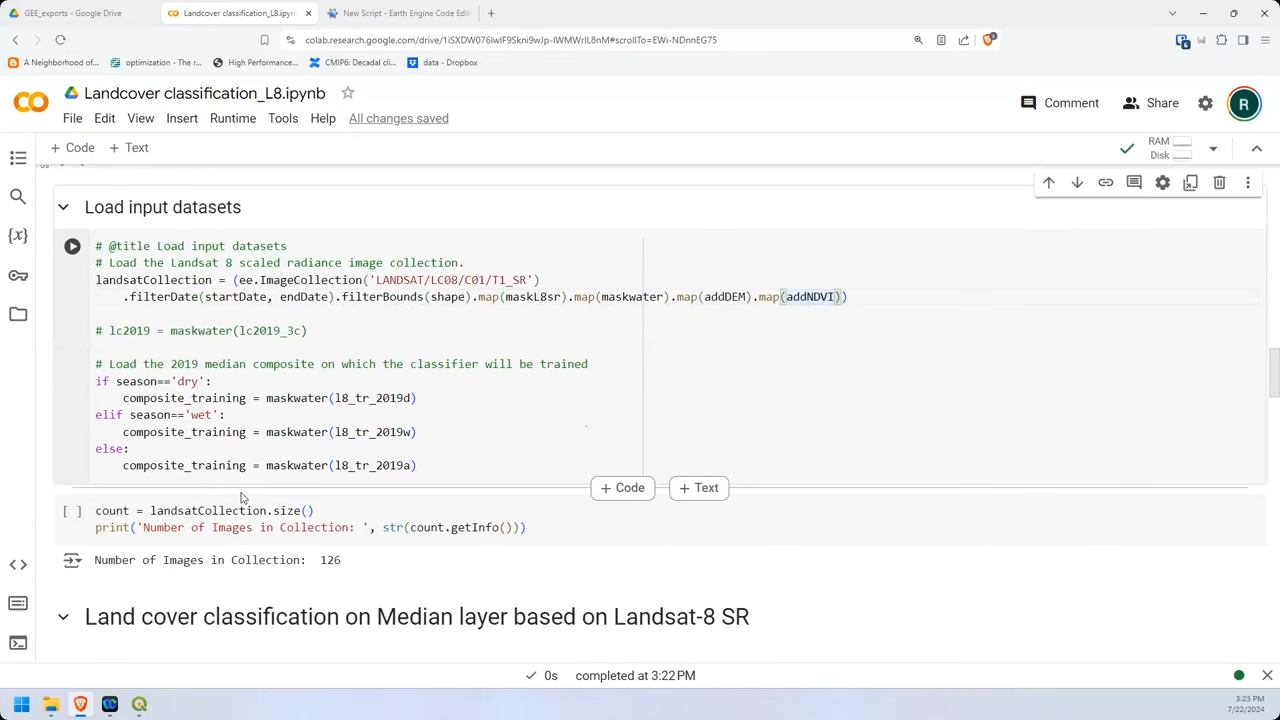 GEE_exports - Google Drive
Landcover classification_L8.ipynb
New Script - Earth Engine Code Edit
colab.research.google.com/drive/1iSXDW076IwIF9Skni9wJp-IWMWrIL8nM#scrollTo=EWi-NDnnEG75
A Neighborhood of...
optimization - The r...
High Performance...
CMIP6: Decadal cli...
data - Dropbox
Landcover classification_L8.ipynb
Comment
Share
R
File Edit View Insert Runtime Tools Help All changes saved
+ Code + Text
RAM
Disk
0s
Load input datasets
# @title Load input datasets
# Load the Landsat 8 scaled radiance image collection.
landsatCollection = (ee.ImageCollection('LANDSAT/LC08/C01/T1_SR')
.filterDate(startDate, endDate).filterBounds(shape).map(maskL8sr).map(maskwater).map(addDEM).map(addNDVI))
# lc2019 = maskwater(lc2019_3c)
# Load the 2019 median composite on which the classifier will be trained
if season=='dry':
composite_training = maskwater(l8_tr_2019d)
elif season=='wet':
composite_training = maskwater(l8_tr_2019w)
else:
composite_training = maskwater(l8_tr_2019a)
+ Code + Text
[ ] count = landsatCollection.size()
print('Number of Images in Collection: ', str(count.getInfo()))
Number of Images in Collection: 126
Land cover classification on Median layer based on Landsat-8 SR
0s completed at 3:22 PM
3:23 PM
7/22/2024